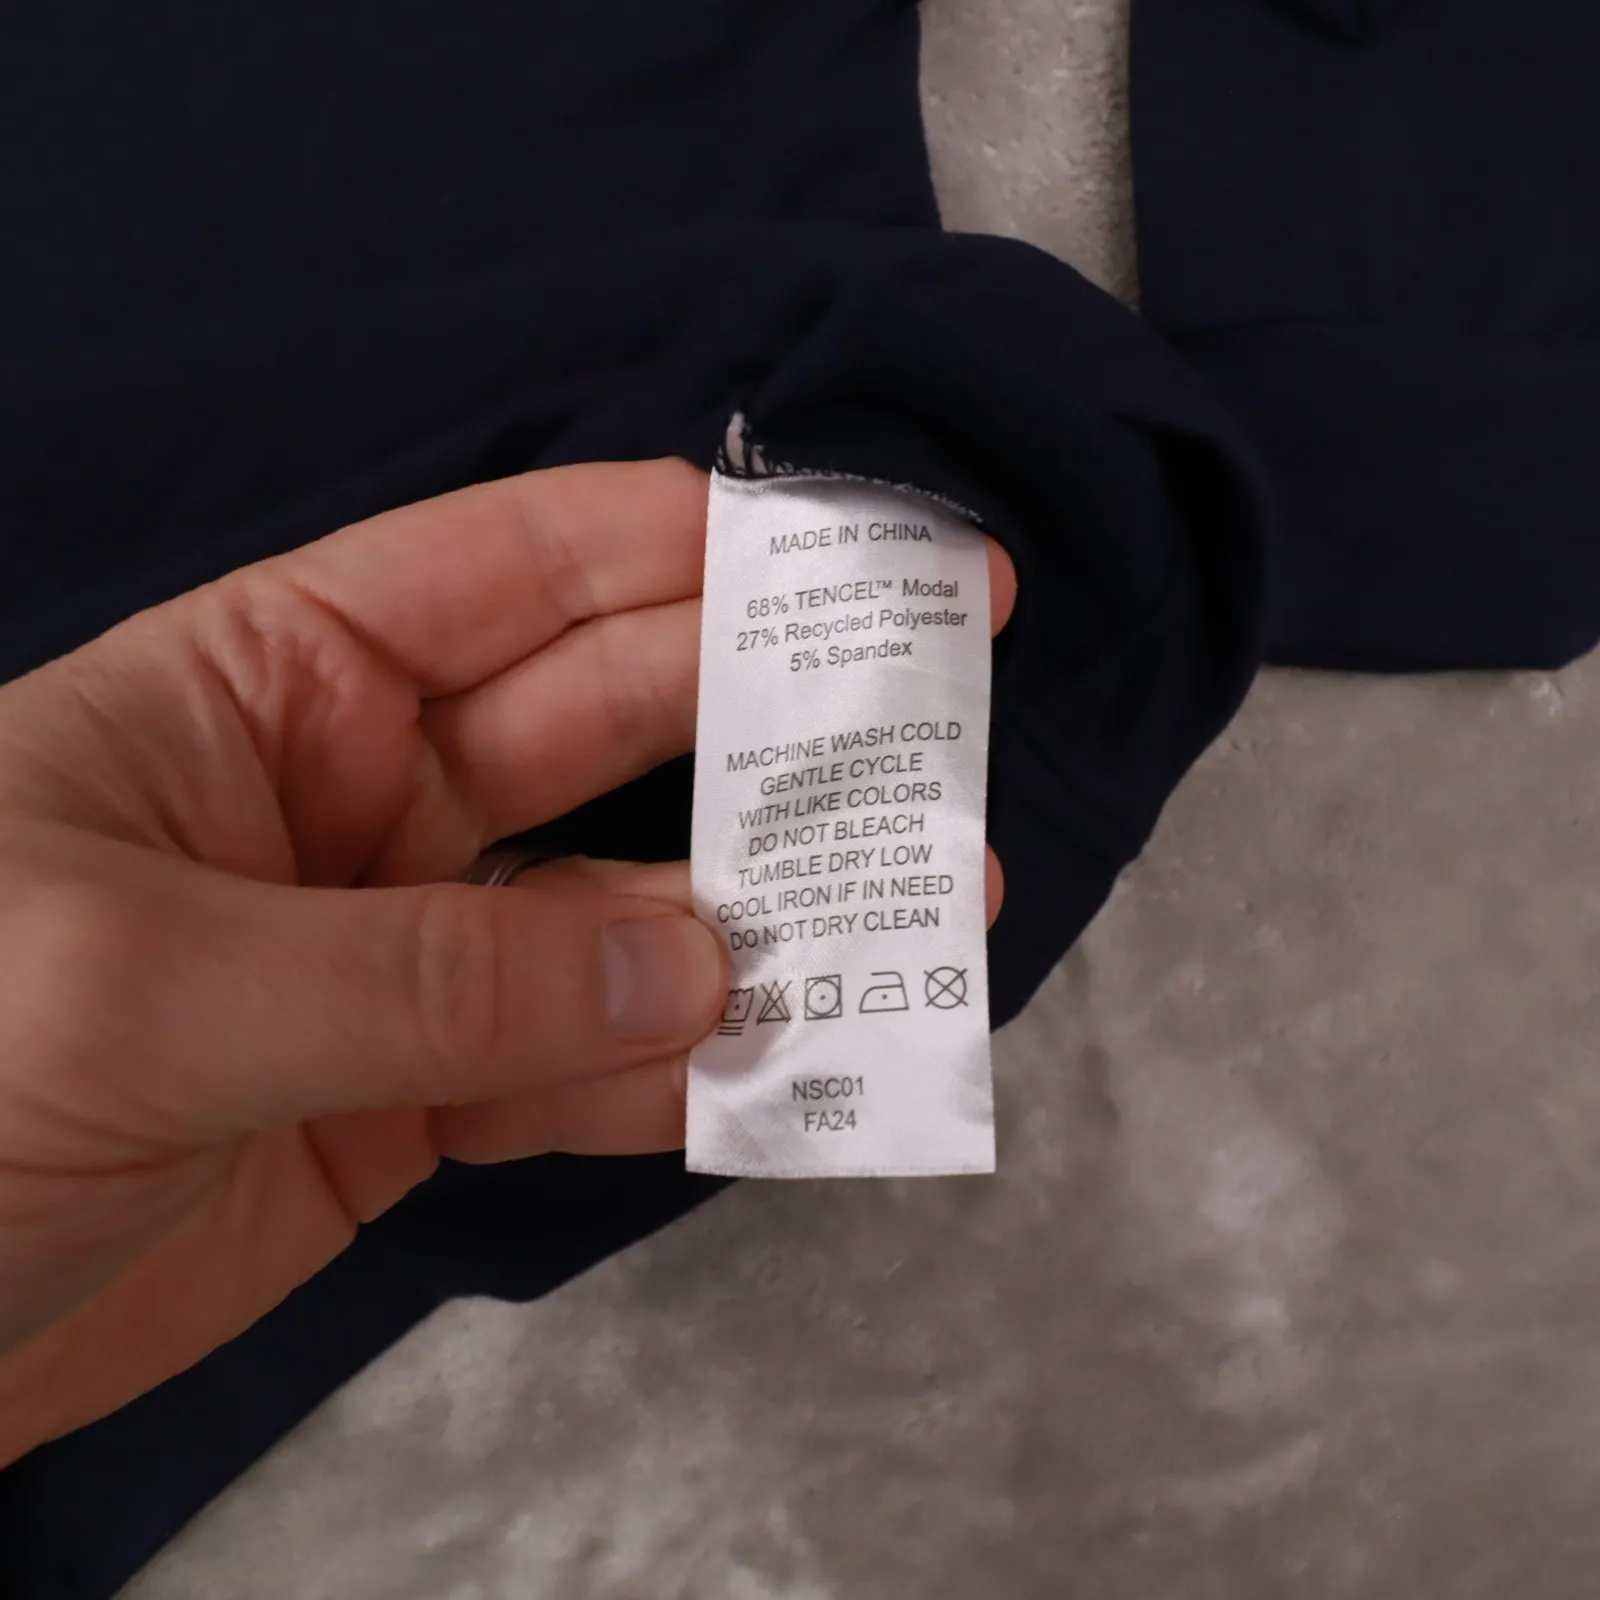 MADE IN CHINA
68% TENCEL™ Modal
27% Recycled Polyester
5% Spandex
MACHINE WASH COLD
GENTLE CYCLE
WITH LIKE COLORS
DO NOT BLEACH
TUMBLE DRY LOW
COOL IRON IF IN NEED
DO NOT DRY CLEAN
NSC01
FA24